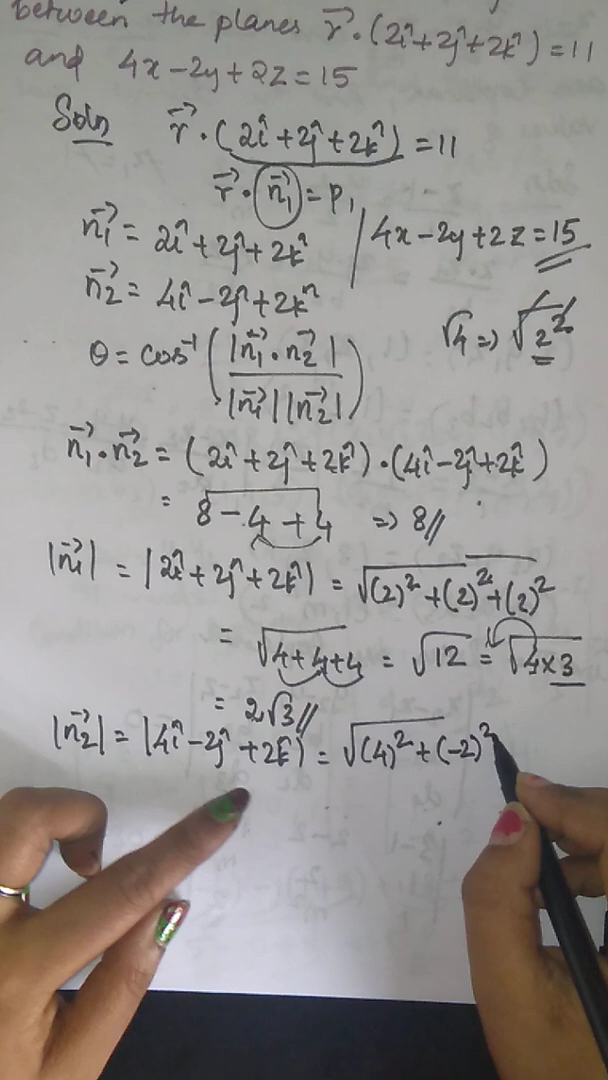 between the planes r⃗·(2î+2ĵ+2k̂)=11
and 4x-2y+2z=15
Soln r⃗·(2î+2ĵ+2k̂)=11
r⃗·(n⃗₁)=P₁
n⃗₁ = 2î+2ĵ+2k̂
4x-2y+2z=15
n⃗₂ = 4î-2ĵ+2k̂
√4 => √2²
θ = cos⁻¹(|n⃗₁·n⃗₂| / |n⃗₁||n⃗₂|)
n⃗₁·n⃗₂ = (2î+2ĵ+2k̂)·(4î-2ĵ+2k̂)
= 8-4+4 => 8//
|n⃗₁| = |2î+2ĵ+2k̂| = √(2)²+(2)²+(2)²
= √4+4+4 = √12 = √4×3
= 2√3//
|n⃗₂| = |4î-2ĵ+2k̂| = √(4)²+(-2)²